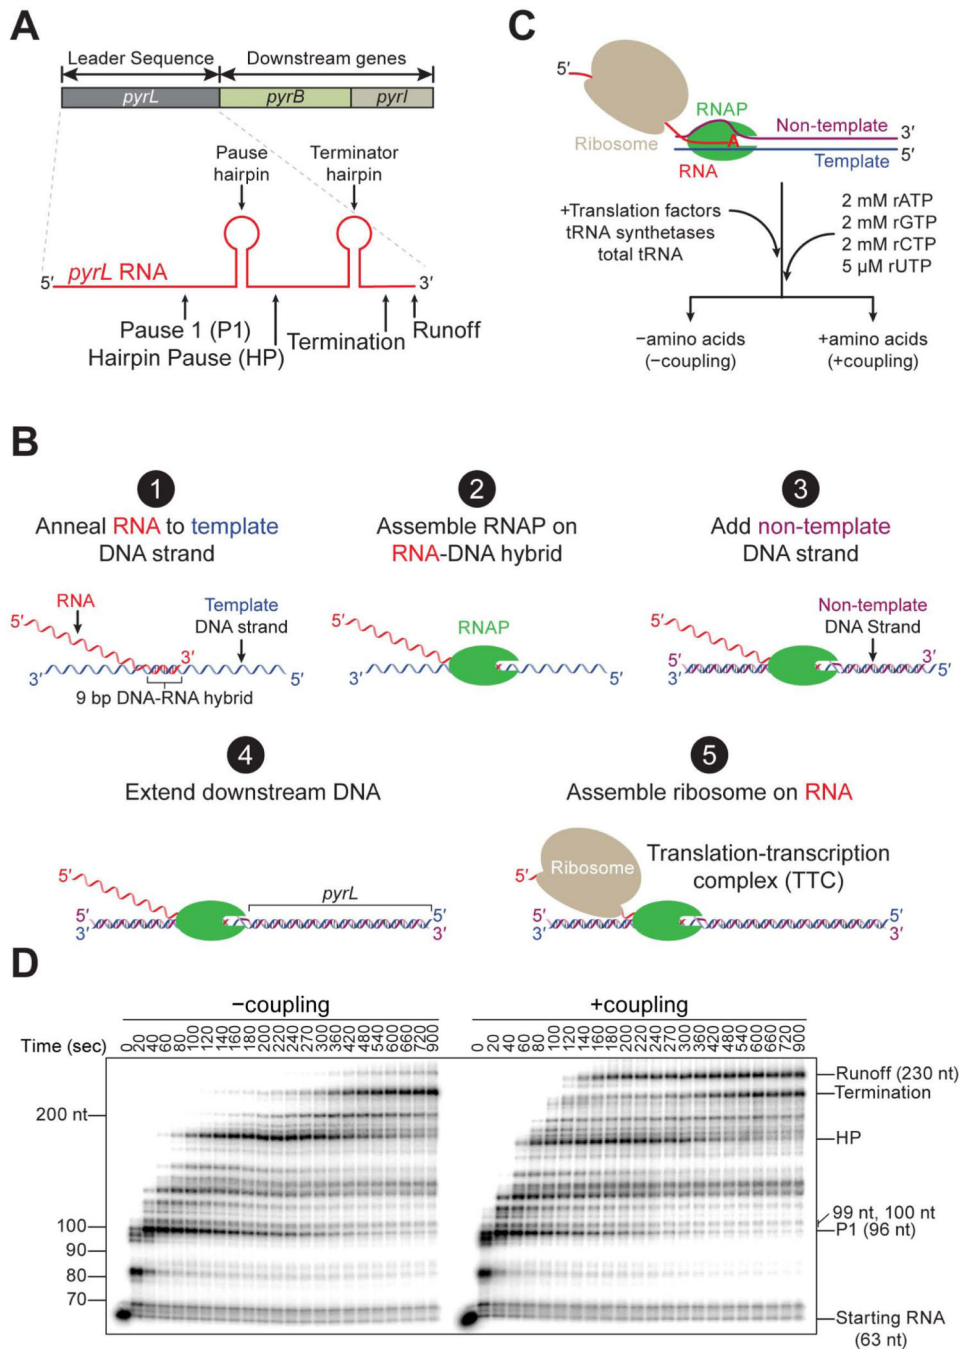 A
Leader Sequence
Downstream genes
pyrL
pyrB
pyrI
Pause
hairpin
Terminator
hairpin
5′
pyrL RNA
3′
Pause 1 (P1)
Hairpin Pause (HP)
Termination
Runoff
C
5′
Ribosome
RNAP
Non-template
3′
A
5′
RNA
Template
+Translation factors
tRNA synthetases
total tRNA
2 mM rATP
2 mM rGTP
2 mM rCTP
5 µM rUTP
−amino acids
(−coupling)
+amino acids
(+coupling)
B
1
Anneal RNA to template
DNA strand
RNA
Template
DNA strand
5′
3′
3′
5′
9 bp DNA-RNA hybrid
2
Assemble RNAP on
RNA-DNA hybrid
RNAP
5′
3′
5′
3
Add non-template
DNA strand
Non-template
DNA Strand
5′
5′
3′
3′
5′
4
Extend downstream DNA
pyrL
5′
5′
3′
5′
3′
5
Assemble ribosome on RNA
Ribosome
Translation-transcription
complex (TTC)
5′
5′
3′
5′
3′
D
−coupling
+coupling
Time (sec)
0 20 40 60 80 100 120 140 160 180 200 220 240 270 300 360 420 480 540 600 660 720 900
0 20 40 60 80 100 120 140 160 180 200 220 240 270 300 360 420 480 540 600 660 720 900
200 nt
100
90
80
70
Runoff (230 nt)
Termination
HP
99 nt, 100 nt
P1 (96 nt)
Starting RNA
(63 nt)